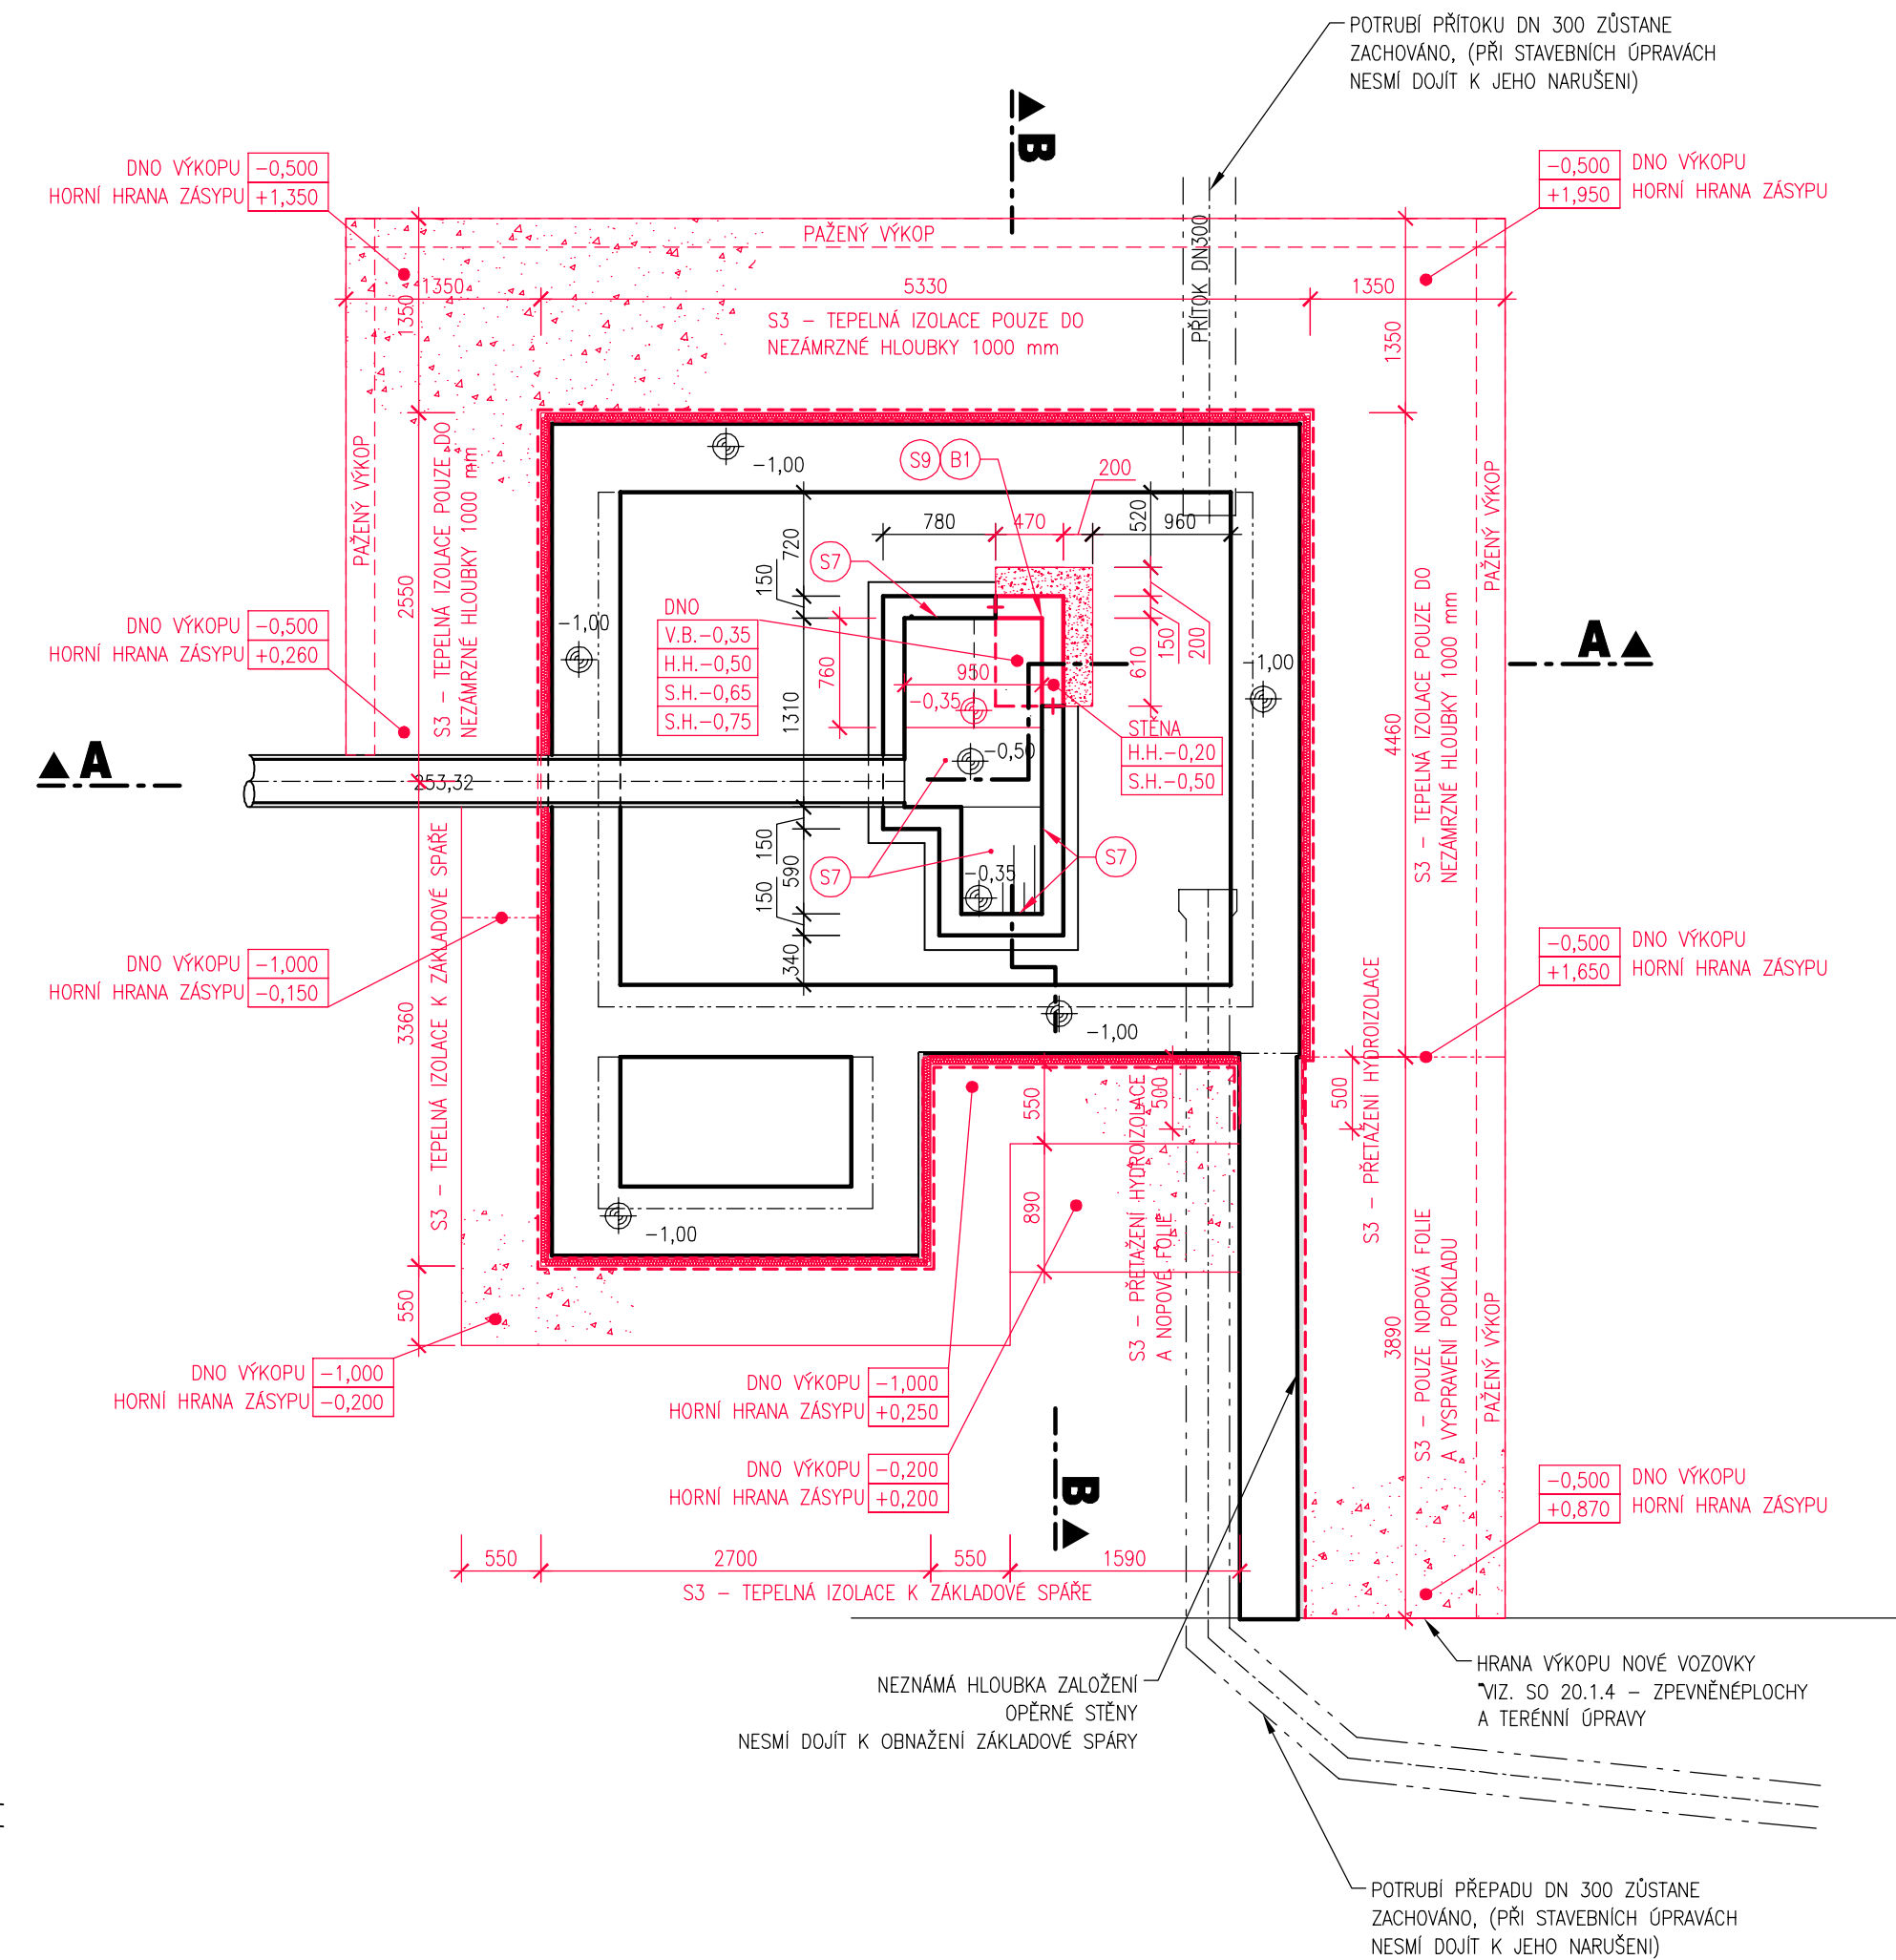 POTRUBÍ PŘÍTOKU DN 300 ZŮSTANE
ZACHOVÁNO, (PŘI STAVEBNÍCH ÚPRAVÁCH
NESMÍ DOJÍT K JEHO NARUŠENI)
B
DNO VÝKOPU -0,500
HORNÍ HRANA ZÁSYPU +1,350
-0,500 DNO VÝKOPU
+1,950 HORNÍ HRANA ZÁSYPU
PAŽENÝ VÝKOP
PŘÍTOK DN300
1350
5330
1350
1350
1350
S3 – TEPELNÁ IZOLACE POUZE DO
NEZÁMRZNÉ HLOUBKY 1000 mm
PAŽENÝ VÝKOP
2550
S3 – TEPELNÁ IZOLACE POUZE DO
NEZÁMRZNÉ HLOUBKY 1000 mm
-1,00
S9
B1
200
780
470
960
520
720
150
S7
PAŽENÝ VÝKOP
S3 – TEPELNÁ IZOLACE POUZE DO
NEZÁMRZNÉ HLOUBKY 1000 mm
4460
DNO VÝKOPU -0,500
HORNÍ HRANA ZÁSYPU +0,260
-1,00
DNO
V.B.-0,35
H.H.-0,50
S.H.-0,65
S.H.-0,75
760
1310
950
-0,35
610
150
200
-1,00
STĚNA
H.H.-0,20
S.H.-0,50
-0,50
A
A
253,32
150
590
150
340
S7
S7
-0,35
-1,00
S3 – TEPELNÁ IZOLACE K ZÁKLADOVÉ SPÁŘE
3360
DNO VÝKOPU -1,000
HORNÍ HRANA ZÁSYPU -0,150
-0,500 DNO VÝKOPU
+1,650 HORNÍ HRANA ZÁSYPU
S3 – PŘETAŽENÍ HYDROIZOLACE
500
550
500
890
S3 – PŘETAŽENÍ HYDROIZOLACE
A NOPOVÉ FOLIE
-1,00
550
3890
S3 – POUZE NOPOVÁ FOLIE
A VYSPRAVENÍ PODKLADU
PAŽENÝ VÝKOP
DNO VÝKOPU -1,000
HORNÍ HRANA ZÁSYPU -0,200
DNO VÝKOPU -1,000
HORNÍ HRANA ZÁSYPU +0,250
DNO VÝKOPU -0,200
HORNÍ HRANA ZÁSYPU +0,200
B
-0,500 DNO VÝKOPU
+0,870 HORNÍ HRANA ZÁSYPU
550
2700
550
1590
S3 – TEPELNÁ IZOLACE K ZÁKLADOVÉ SPÁŘE
NEZNÁMÁ HLOUBKA ZALOŽENÍ
OPĚRNÉ STĚNY
NESMÍ DOJÍT K OBNAŽENÍ ZÁKLADOVÉ SPÁRY
HRANA VÝKOPU NOVÉ VOZOVKY
"VIZ. SO 20.1.4 – ZPEVNĚNÉPLOCHY
A TERÉNNÍ ÚPRAVY
POTRUBÍ PŘEPADU DN 300 ZŮSTANE
ZACHOVÁNO, (PŘI STAVEBNÍCH ÚPRAVÁCH
NESMÍ DOJÍT K JEHO NARUŠENI)